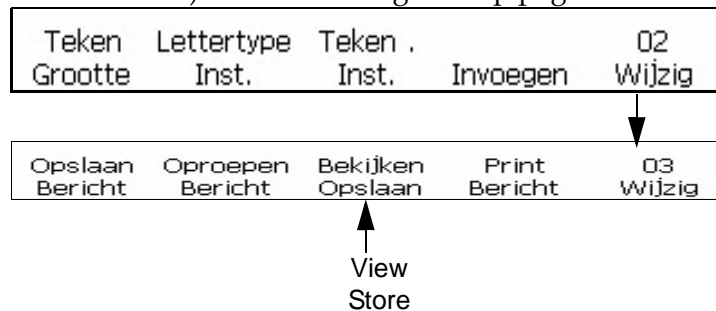 Teken Lettertype Teken . 02
Grootte Inst. Inst. Invoegen Wijzig
Opslaan Oproepen Bekijken Print 03
Bericht Bericht Opslaan Bericht Wijzig
View
Store